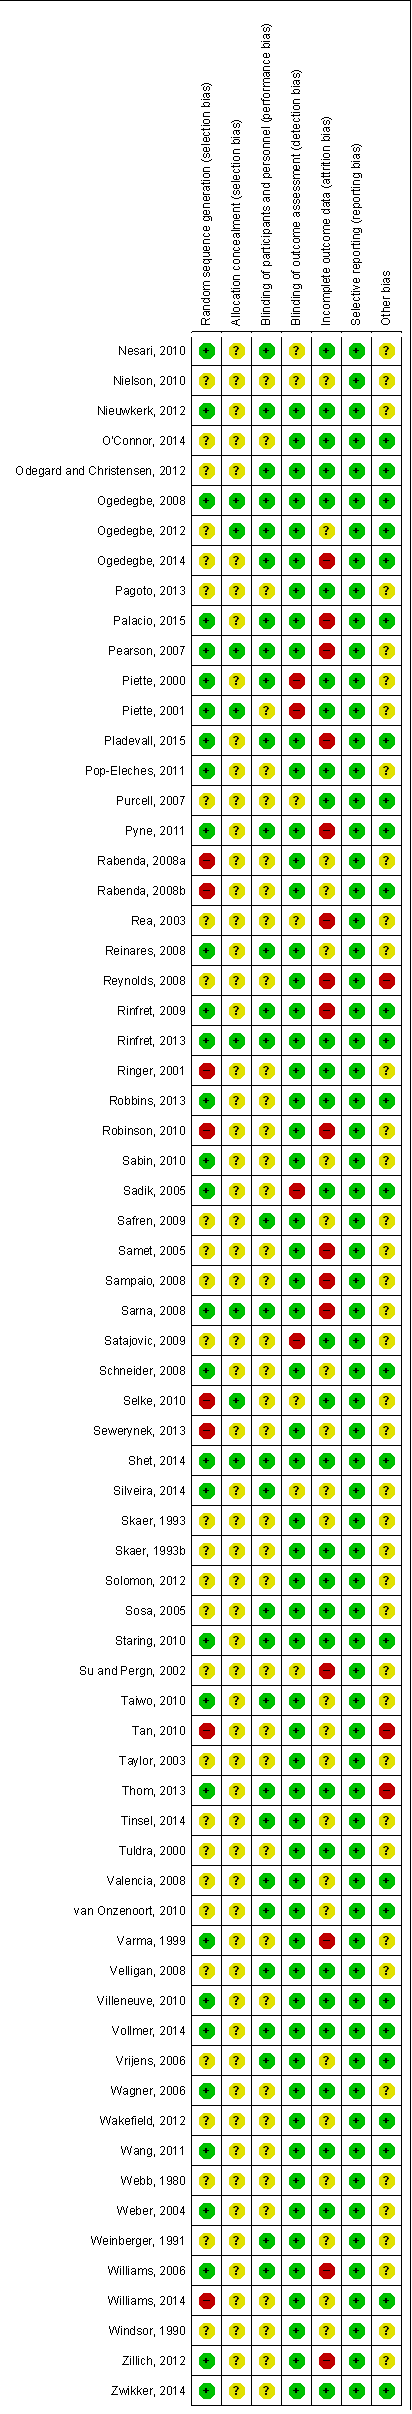 Random sequence generation (selection bias)
Allocation concealment (selection bias)
Blinding of participants and personnel (performance bias)
Blinding of outcome assessment (detection bias)
Incomplete outcome data (attrition bias)
Selective reporting (reporting bias)
Other bias
Nesari, 2010 + ? + ? + + ?
Nielson, 2010 ? ? ? ? ? + ?
Nieuwkerk, 2012 + ? + + + + ?
O'Connor, 2014 ? ? ? + + + +
Odegard and Christensen, 2012 ? ? + + + + +
Ogedegbe, 2008 + + + + + + +
Ogedegbe, 2012 ? + + + ? + +
Ogedegbe, 2014 ? ? + + − + +
Pagoto, 2013 ? ? ? + + + ?
Palacio, 2015 + ? + + − + +
Pearson, 2007 + + + + − + ?
Piette, 2000 + ? + − + + ?
Piette, 2001 + + ? − + + ?
Pladevall, 2015 + ? + + − + +
Pop-Eleches, 2011 + ? ? + + + ?
Purcell, 2007 ? ? ? ? + + +
Pyne, 2011 + ? + + − + +
Rabenda, 2008a − ? ? + ? + ?
Rabenda, 2008b − ? ? + ? + +
Rea, 2003 ? ? ? ? − + ?
Reinares, 2008 + ? + + ? + ?
Reynolds, 2008 ? ? ? + − + −
Rinfret, 2009 + ? + + − + +
Rinfret, 2013 + + + + + + +
Ringer, 2001 − ? ? + + + ?
Robbins, 2013 + ? ? + + + +
Robinson, 2010 − ? ? + − + ?
Sabin, 2010 + ? ? + ? + ?
Sadik, 2005 + ? ? − + + +
Safren, 2009 ? ? + + ? + ?
Samet, 2005 ? ? ? + − + ?
Sampaio, 2008 ? ? ? + − + ?
Sarna, 2008 + + + + − + ?
Satajovic, 2009 ? ? ? − + + ?
Schneider, 2008 + ? ? + ? + +
Selke, 2010 − + ? ? + + ?
Sewerynek, 2013 − ? ? + ? + ?
Shet, 2014 + + + + + + +
Silveira, 2014 + ? + ? ? + ?
Skaer, 1993 ? ? ? + ? + ?
Skaer, 1993b ? ? ? + + + ?
Solomon, 2012 ? ? ? + + + ?
Sosa, 2005 ? ? + + + + ?
Staring, 2010 + ? + + + + +
Su and Pergn, 2002 ? ? ? ? − + ?
Taiwo, 2010 + ? + + ? + ?
Tan, 2010 − ? ? + ? + −
Taylor, 2003 ? ? ? + ? + ?
Thom, 2013 + ? + + + + −
Tinsel, 2014 ? ? + + ? + ?
Tuldra, 2000 ? ? ? + + + ?
Valencia, 2008 ? ? + + ? + +
van Onzenoort, 2010 ? ? + + ? + +
Varma, 1999 + ? ? + − + ?
Velligan, 2008 ? ? + + + + ?
Villeneuve, 2010 + ? ? + + + +
Vollmer, 2014 + ? + + + + +
Vrijens, 2006 ? ? + + ? + +
Wagner, 2006 + ? ? + + + ?
Wakefield, 2012 ? ? ? + ? + +
Wang, 2011 + ? ? + + + +
Webb, 1980 ? ? ? + ? + ?
Weber, 2004 + ? ? + + + ?
Weinberger, 1991 ? ? + + ? + ?
Williams, 2006 + ? + + − + ?
Williams, 2014 − ? ? + ? + +
Windsor, 1990 ? ? ? + ? + ?
Zillich, 2012 + ? ? + − + ?
Zwikker, 2014 + ? ? + + + +